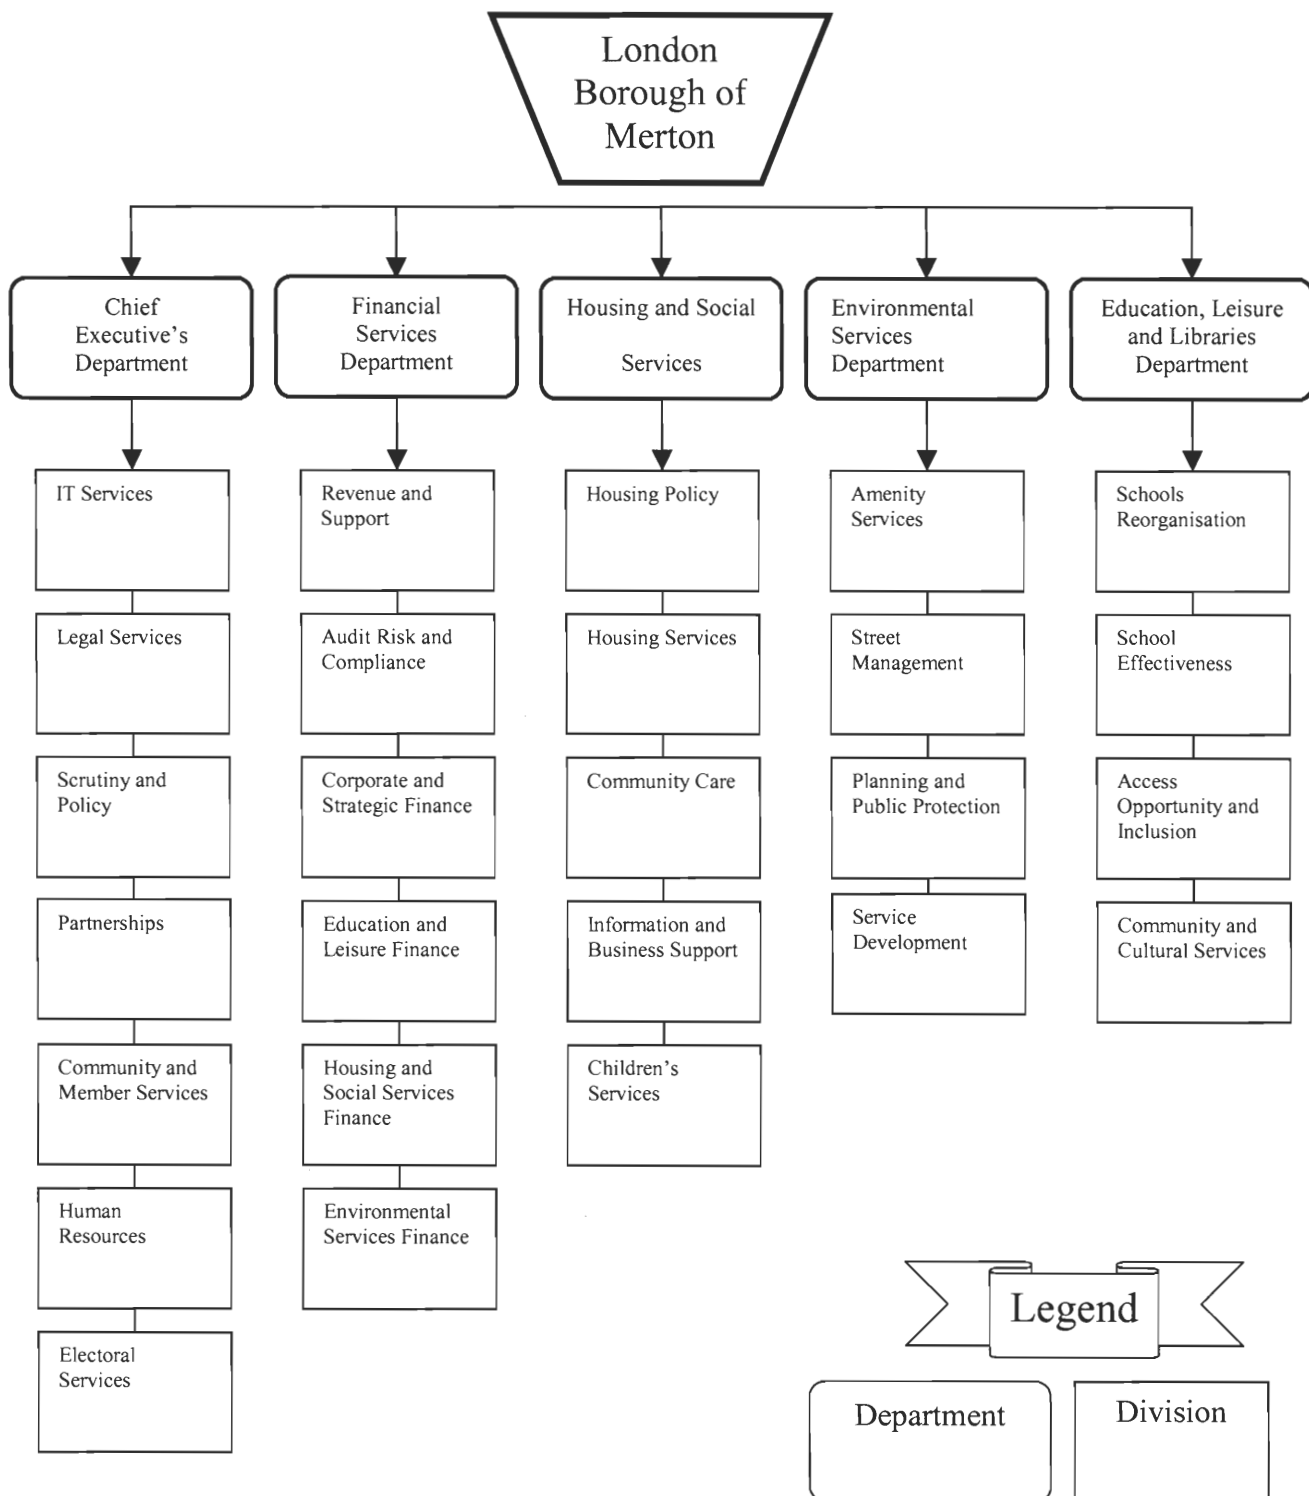 London
Borough of
Merton
Chief
Executive's
Department
Financial
Services
Department
Housing and Social
Services
Environmental
Services
Department
Education, Leisure
and Libraries
Department
IT Services
Legal Services
Scrutiny and
Policy
Partnerships
Community and
Member Services
Human
Resources
Electoral
Services
Revenue and
Support
Audit Risk and
Compliance
Corporate and
Strategic Finance
Education and
Leisure Finance
Housing and
Social Services
Finance
Environmental
Services Finance
Housing Policy
Housing Services
Community Care
Information and
Business Support
Children's
Services
Amenity
Services
Street
Management
Planning and
Public Protection
Service
Development
Schools
Reorganisation
School
Effectiveness
Access
Opportunity and
Inclusion
Community and
Cultural Services
Legend
Department
Division